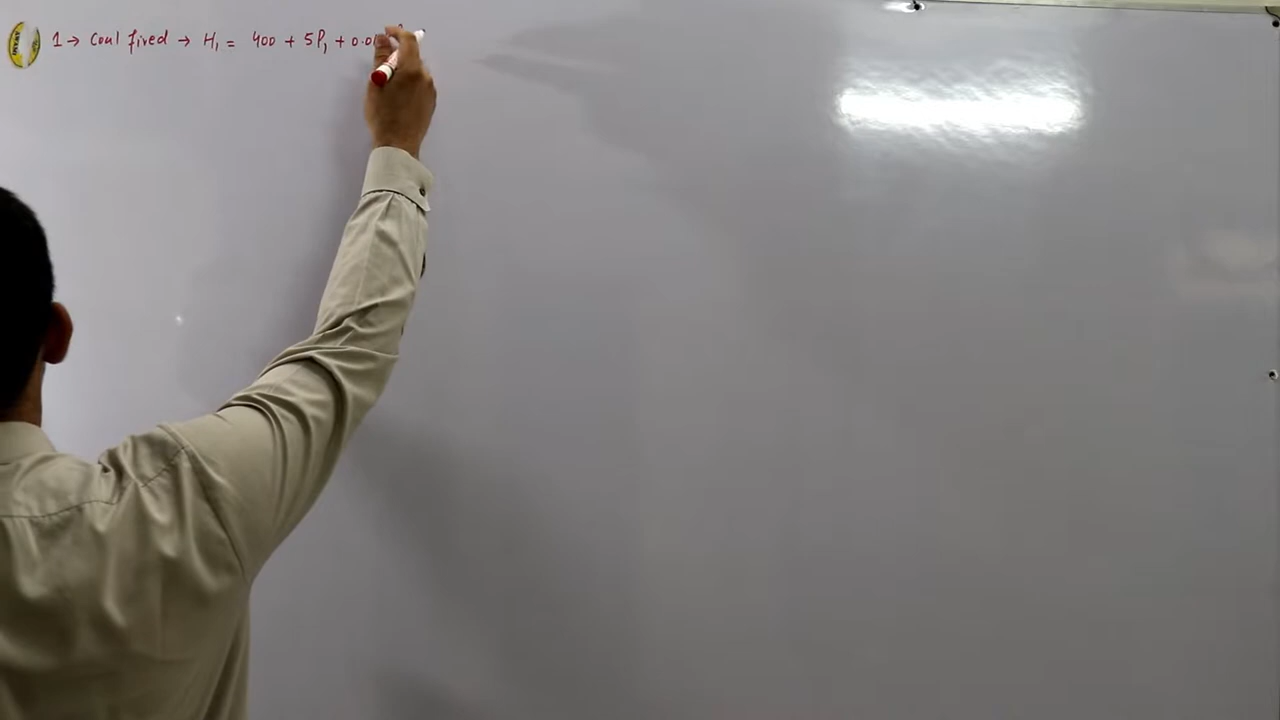 1 → Coal fired → H₁ = 400 + 5P₁ + 0.0